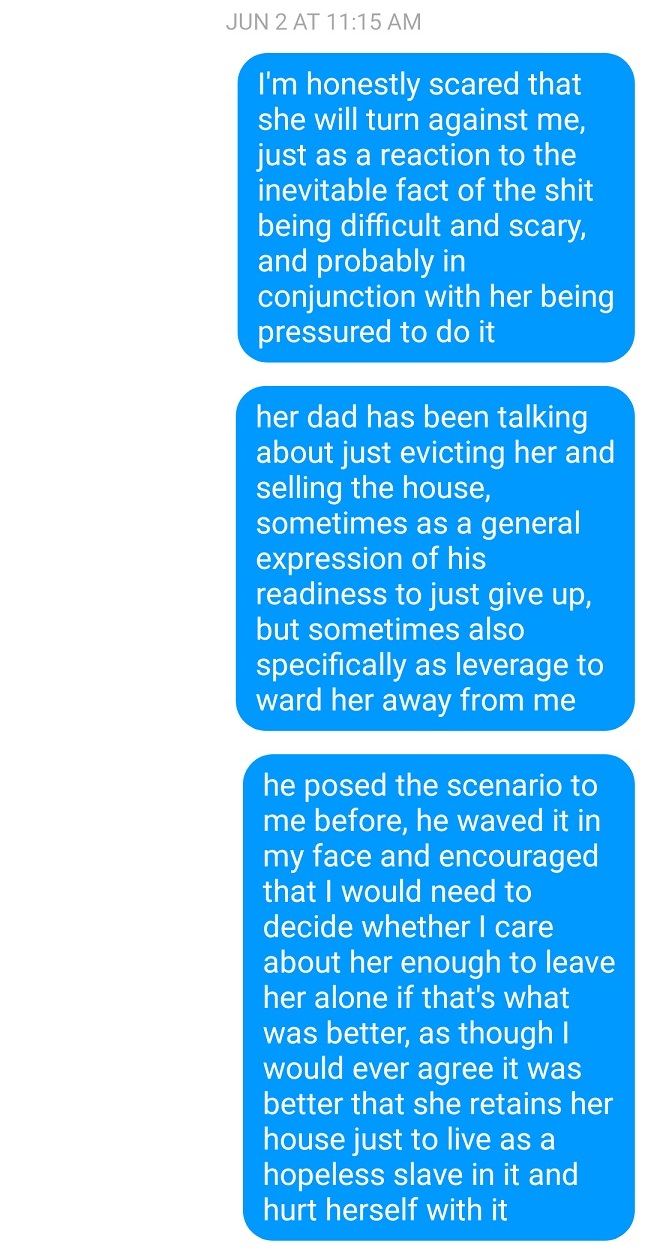 JUN 2 AT 11:15 AM
I'm honestly scared that
she will turn against me,
just as a reaction to the
inevitable fact of the shit
being difficult and scary,
and probably in
conjunction with her being
pressured to do it
her dad has been talking
about just evicting her and
selling the house,
sometimes as a general
expression of his
readiness to just give up,
but sometimes also
specifically as leverage to
ward her away from me
he posed the scenario to
me before, he waved it in
my face and encouraged
that I would need to
decide whether I care
about her enough to leave
her alone if that's what
was better, as though I
would ever agree it was
better that she retains her
house just to live as a
hopeless slave in it and
hurt herself with it